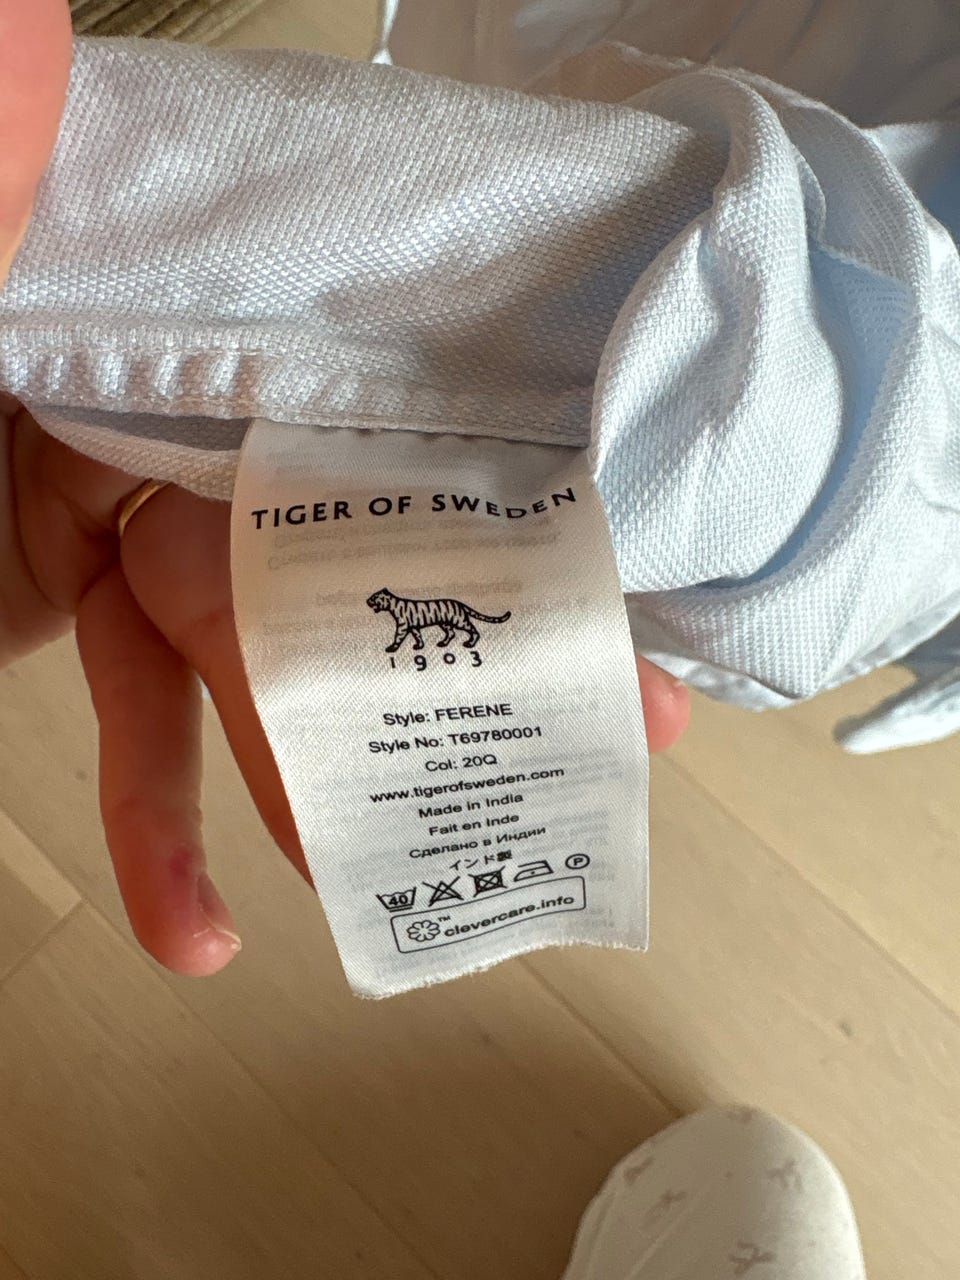 TIGER OF SWEDEN
1903
Style: FERENE
Style No: T69780001
Col: 20Q
www.tigerofsweden.com
Made in India
Fait en Inde
Сделано в Индии
インド製
40 P
™ clevercare.info